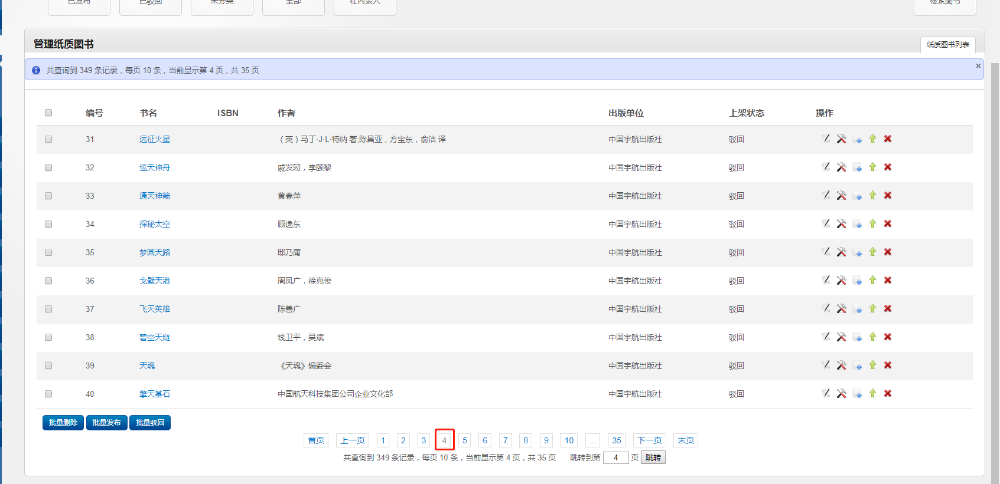 已发布 已驳回 未分类 全部 社内录入 检索图书
管理纸质图书 纸质图书列表
共查询到 349 条记录，每页 10 条，当前显示第 4 页，共 35 页 ×
编号 书名 ISBN 作者 出版单位 上架状态 操作
31 远征火星 （英）马丁·J·L·特纳 著;陈昌亚，方宝东，俞洁 译 中国宇航出版社 驳回
32 巡天神舟 戚发轫，李颐黎 中国宇航出版社 驳回
33 通天神箭 黄春萍 中国宇航出版社 驳回
34 探秘太空 顾逸东 中国宇航出版社 驳回
35 梦圆天路 邸乃庸 中国宇航出版社 驳回
36 戈壁天港 周凤广，徐克俊 中国宇航出版社 驳回
37 飞天英雄 陈善广 中国宇航出版社 驳回
38 碧空天链 钱卫平，吴斌 中国宇航出版社 驳回
39 天魂 《天魂》编委会 中国宇航出版社 驳回
40 擎天基石 中国航天科技集团公司企业文化部 中国宇航出版社 驳回
批量删除 批量发布 批量驳回
首页 上一页 1 2 3 4 5 6 7 8 9 10 ... 35 下一页 末页
共查询到 349 条记录，每页 10 条，当前显示第 4 页，共 35 页 跳转到第 4 页 跳转